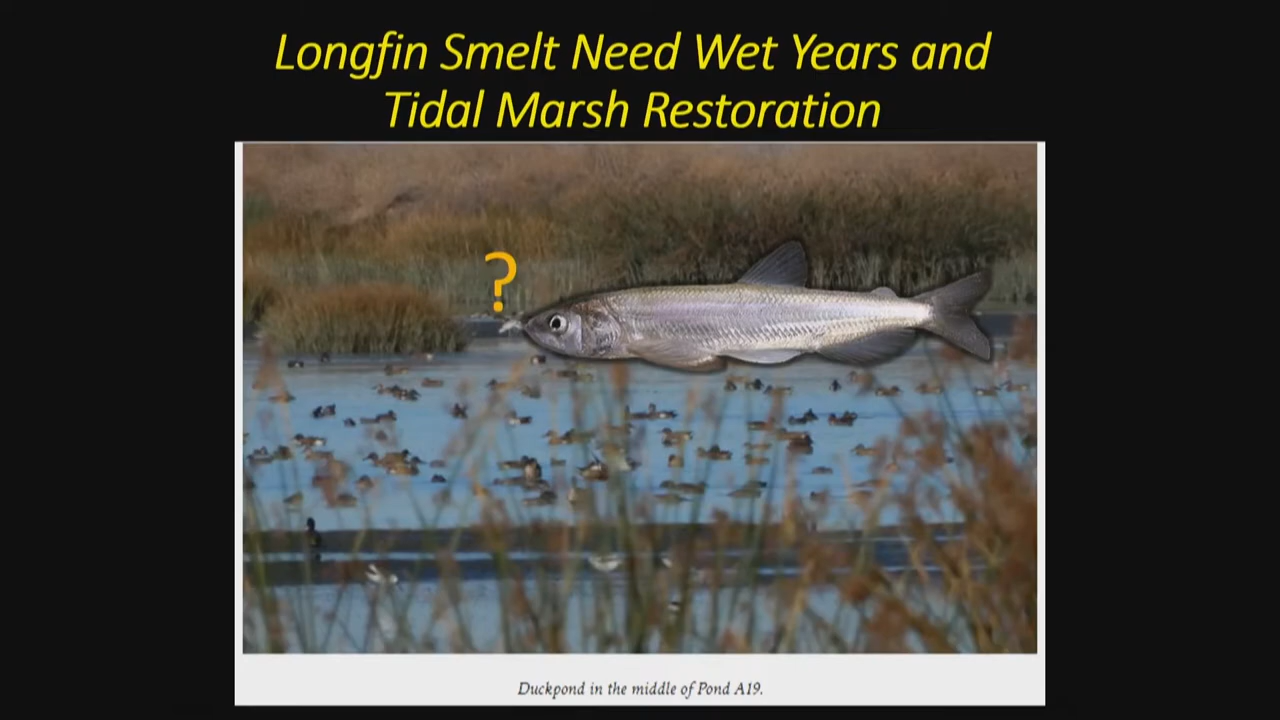 Longfin Smelt Need Wet Years and
Tidal Marsh Restoration
?
Duckpond in the middle of Pond A19.